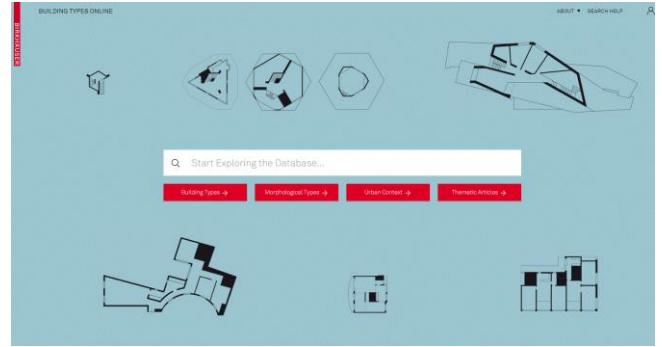 BIRKHÄUSER
BUILDING TYPES ONLINE
ABOUT ▼ SEARCH HELP
Start Exploring the Database...
Building Types →
Morphological Types →
Urban Context →
Thematic Articles →